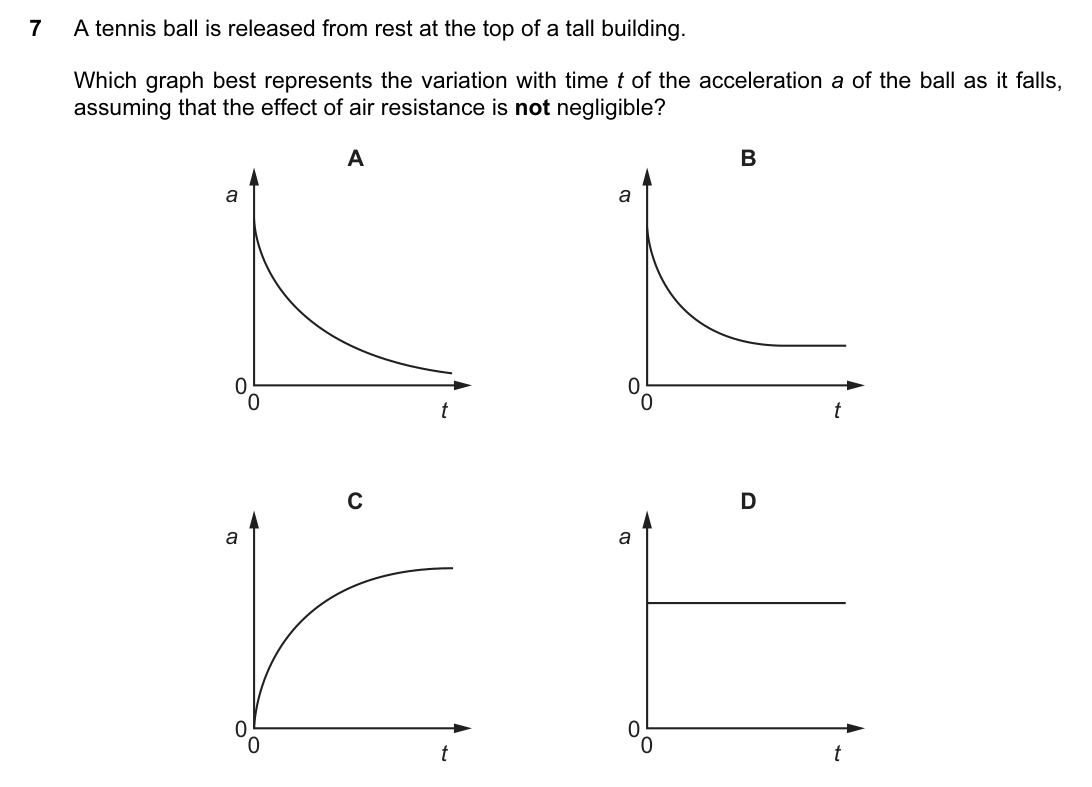 7 A tennis ball is released from rest at the top of a tall building.
Which graph best represents the variation with time t of the acceleration a of the ball as it falls,
assuming that the effect of air resistance is not negligible?
A
a
0
0
t
B
a
0
0
t
C
a
0
0
t
D
a
0
0
t